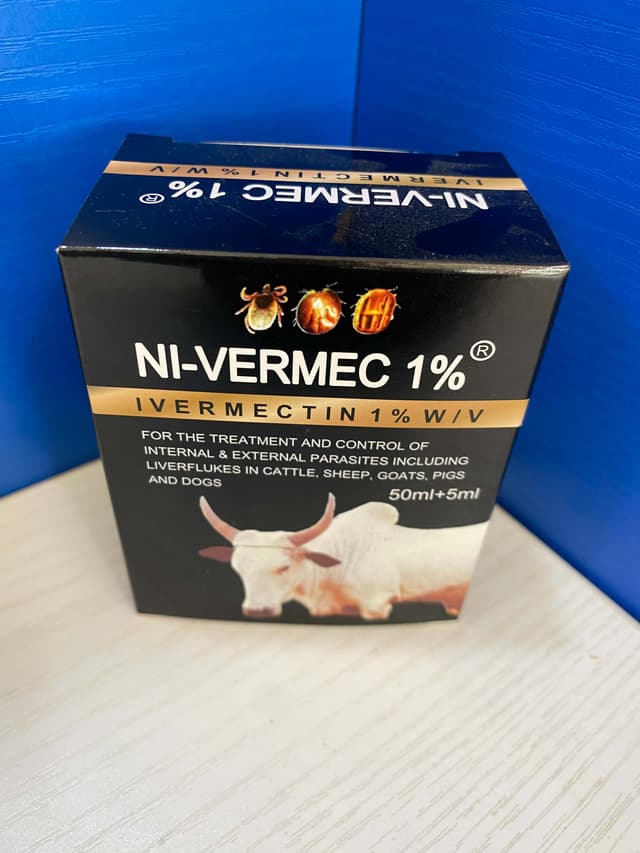 IVERMECTIN 1% W/V
NI-VERMEC 1%®
NI-VERMEC 1%®
IVERMECTIN 1% W/V
FOR THE TREATMENT AND CONTROL OF
INTERNAL & EXTERNAL PARASITES INCLUDING
LIVERFLUKES IN CATTLE, SHEEP, GOATS, PIGS
AND DOGS
50ml+5ml